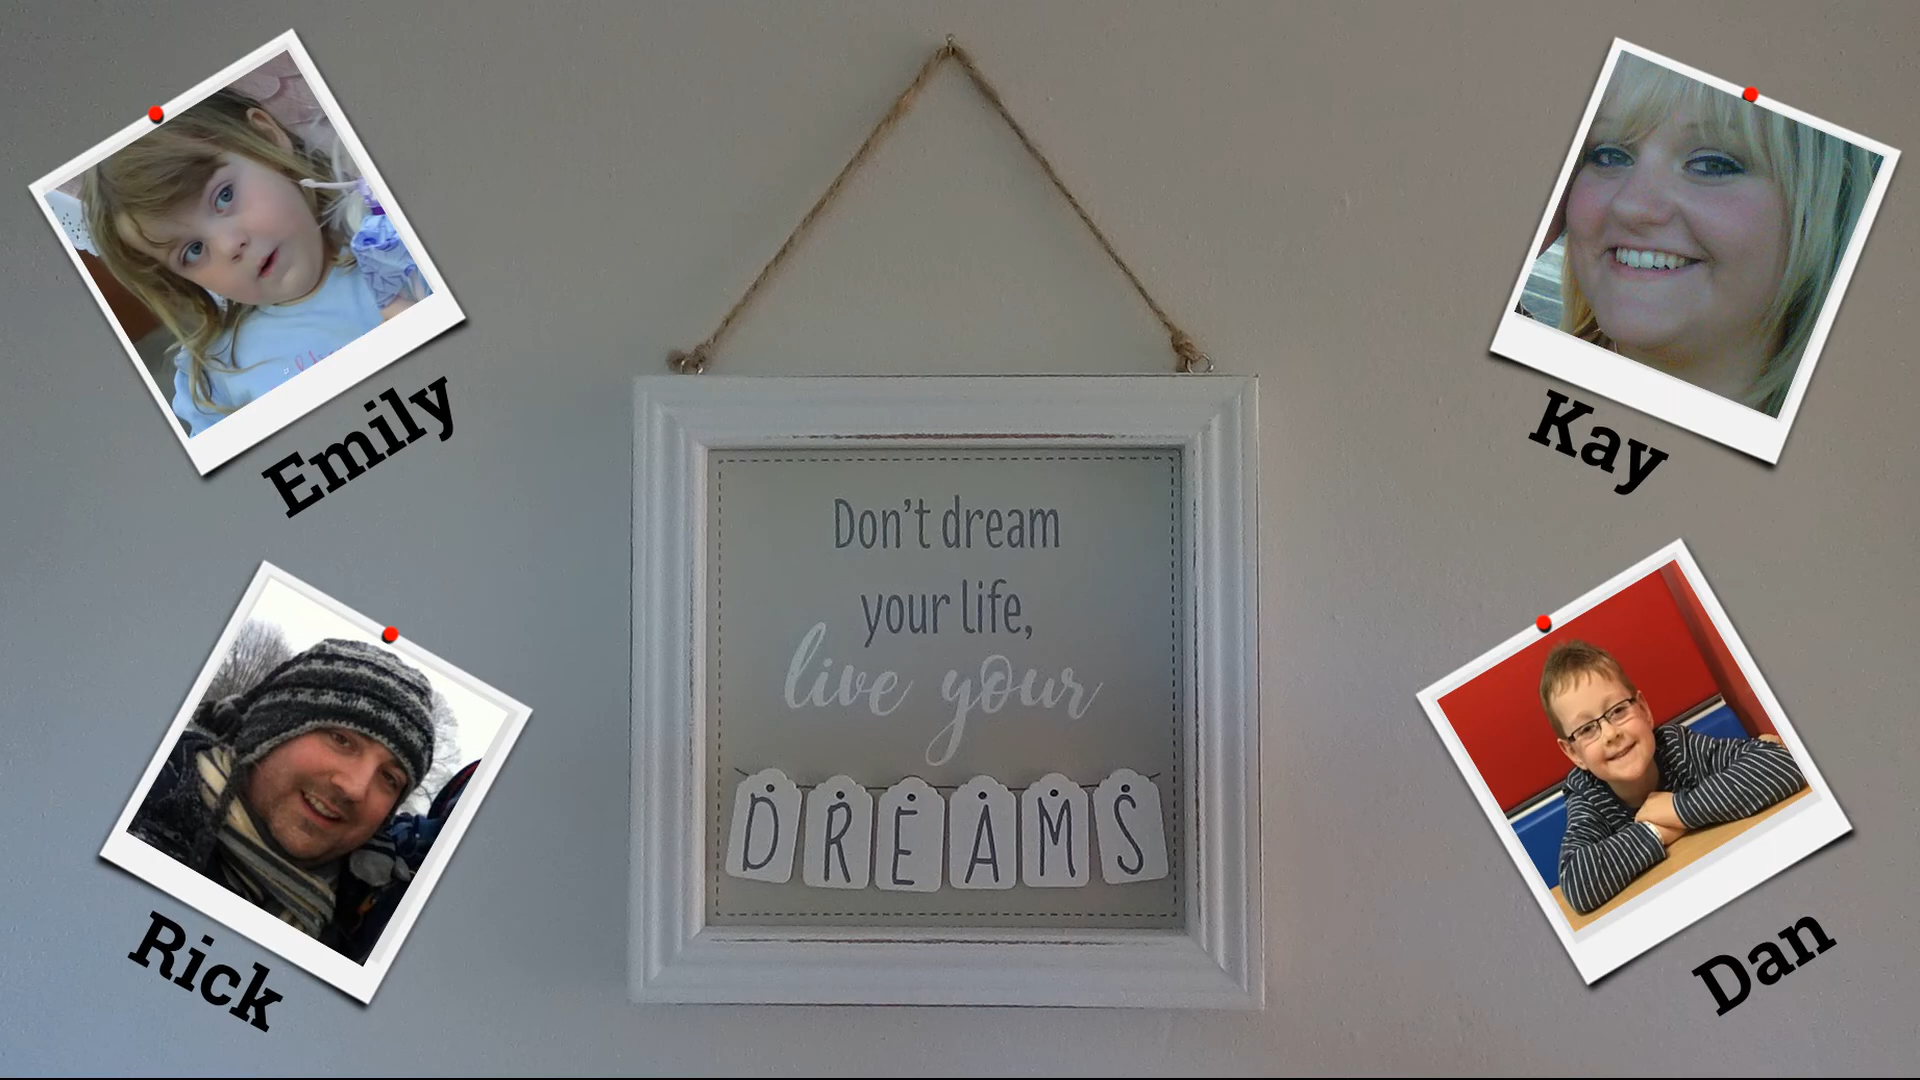 Emily
Kay
Don't dream
your life,
live your
DREAMS
Rick
Dan